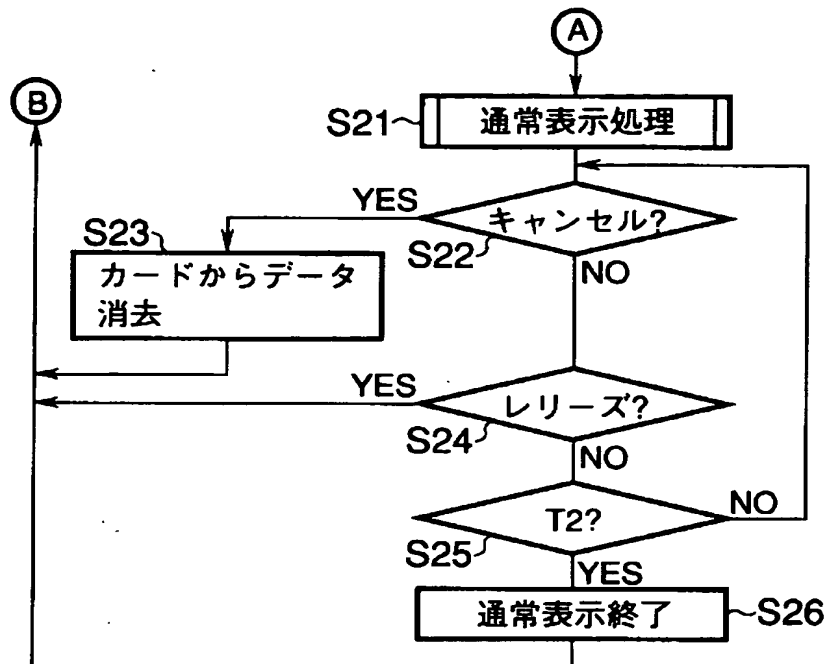 A
B
S21
通常表示処理
YES
キャンセル?
S22
NO
S23
カードからデータ
消去
YES
レリーズ?
S24
NO
T2?
NO
S25
YES
通常表示終了
S26